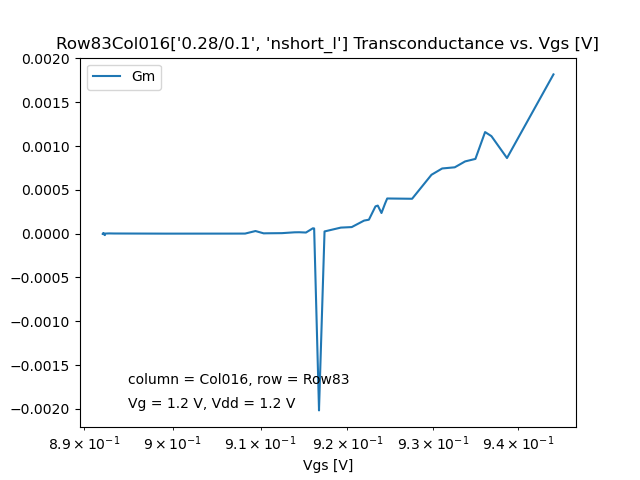 Row83Col016['0.28/0.1', 'nshort_l'] Transconductance vs. Vgs [V]
Gm
0.0020
0.0015
0.0010
0.0005
0.0000
−0.0005
−0.0010
−0.0015
−0.0020
column = Col016, row = Row83
Vg = 1.2 V, Vdd = 1.2 V
8.9 × 10⁻¹ 9 × 10⁻¹ 9.1 × 10⁻¹ 9.2 × 10⁻¹ 9.3 × 10⁻¹ 9.4 × 10⁻¹
Vgs [V]